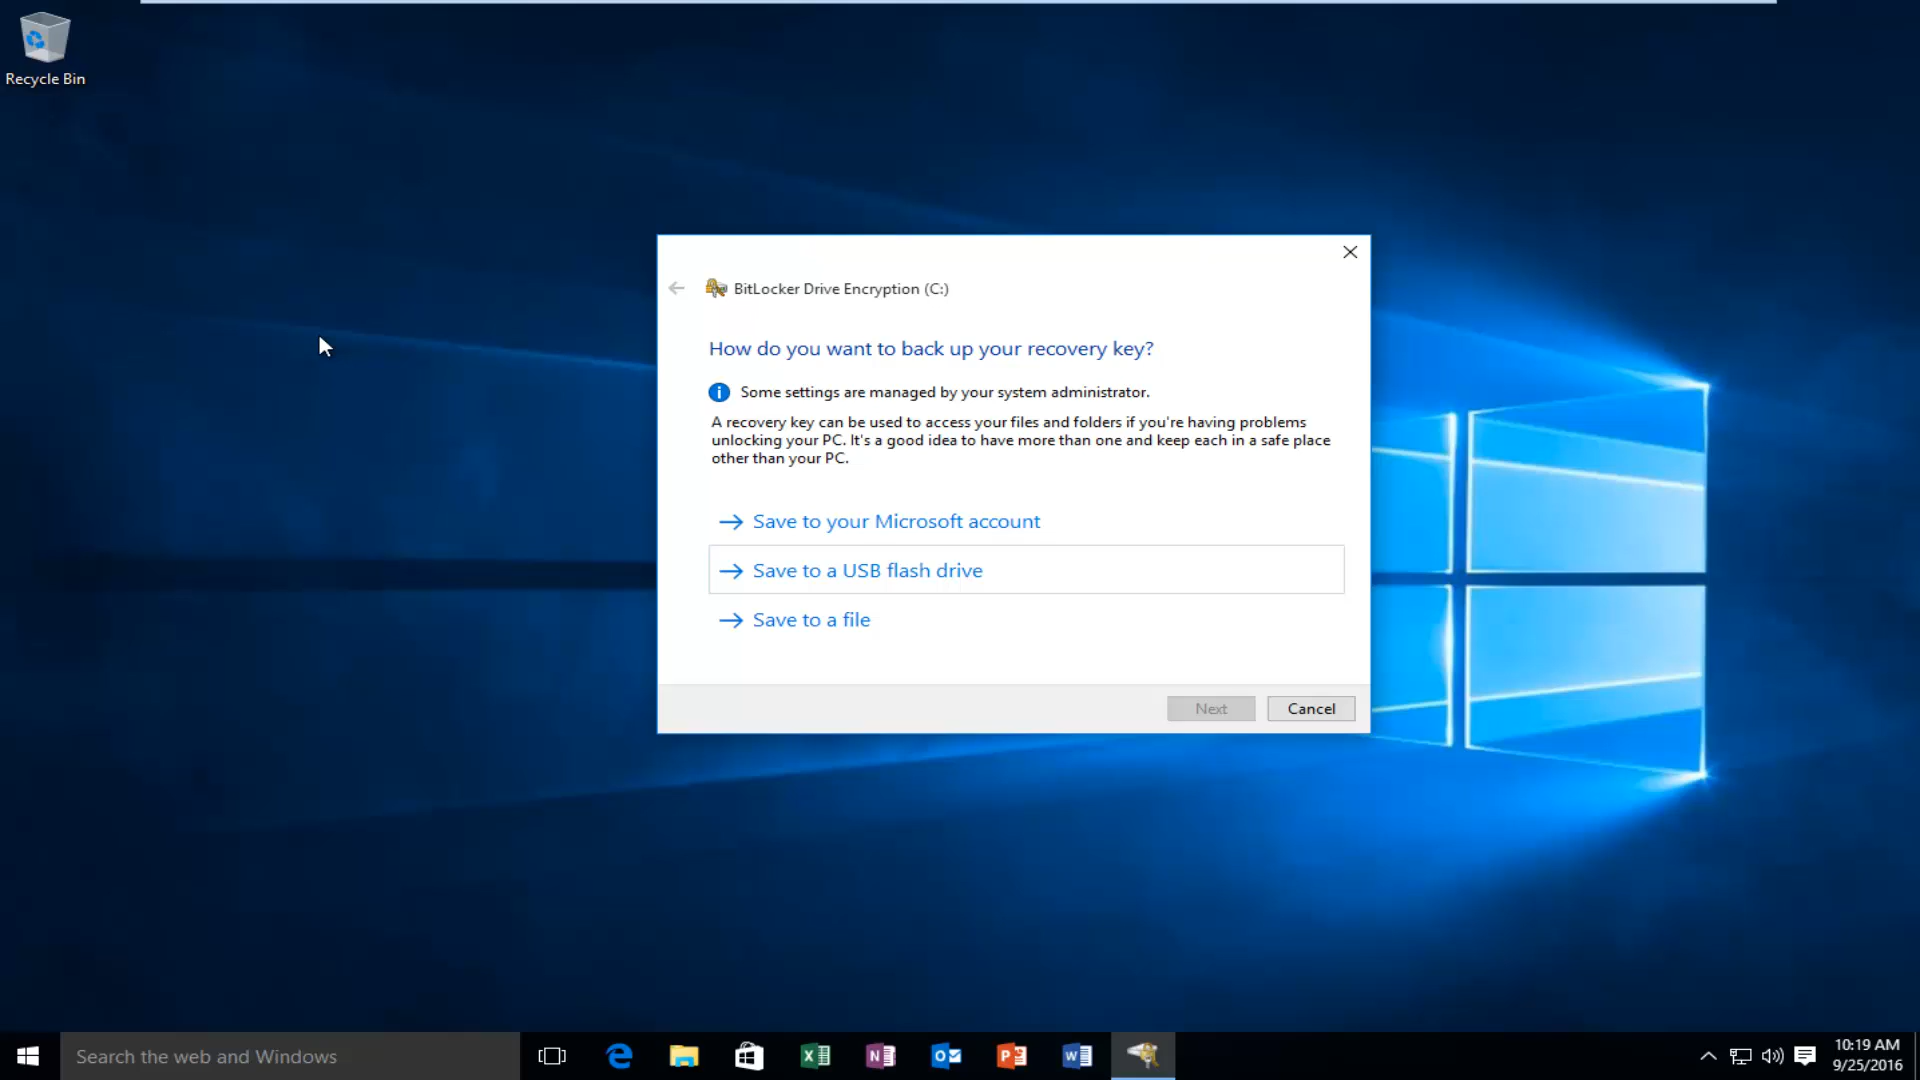 Recycle Bin
BitLocker Drive Encryption (C:)
How do you want to back up your recovery key?
i Some settings are managed by your system administrator.
A recovery key can be used to access your files and folders if you're having problems
unlocking your PC. It's a good idea to have more than one and keep each in a safe place
other than your PC.
Save to your Microsoft account
Save to a USB flash drive
Save to a file
Next Cancel
Search the web and Windows
10:19 AM
9/25/2016